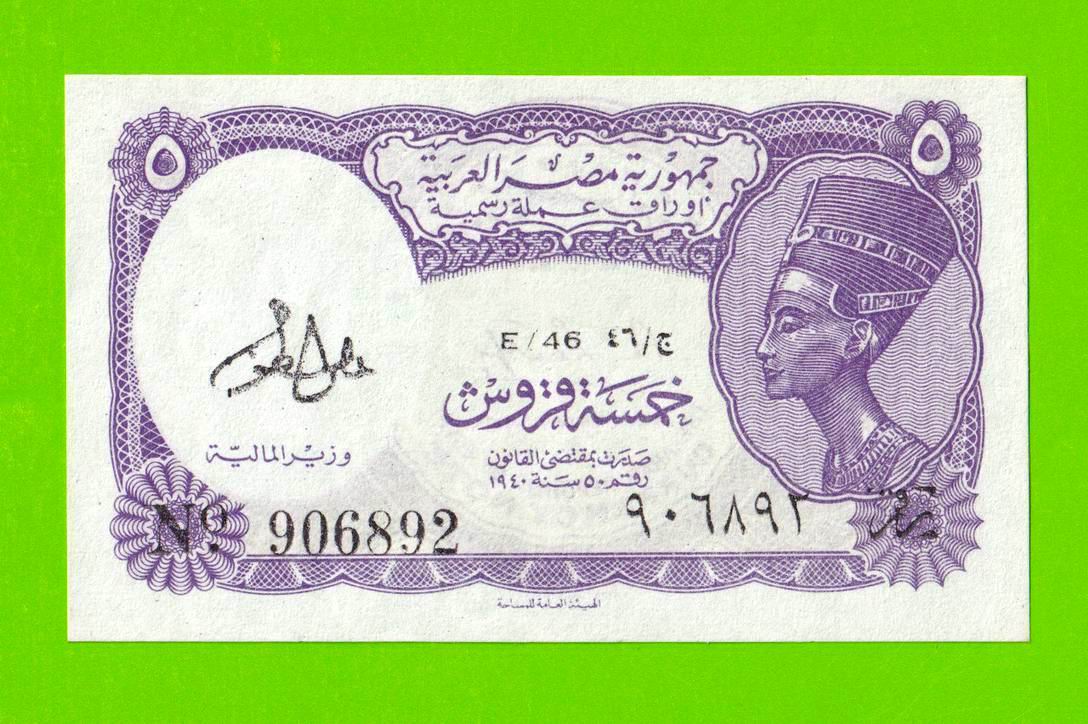 ٥ ٥
جمهورية مصر العربية
أوراق عملة رسمية
E/46 ج/٤٦
خمسة قروش
وزير المالية
صدرت بمقتضى القانون
رقم ٥٠ سنة ١٩٤٠
Nº 906892 ٩٠٦٨٩٢ نمرة
الهيئة العامة للمساحة